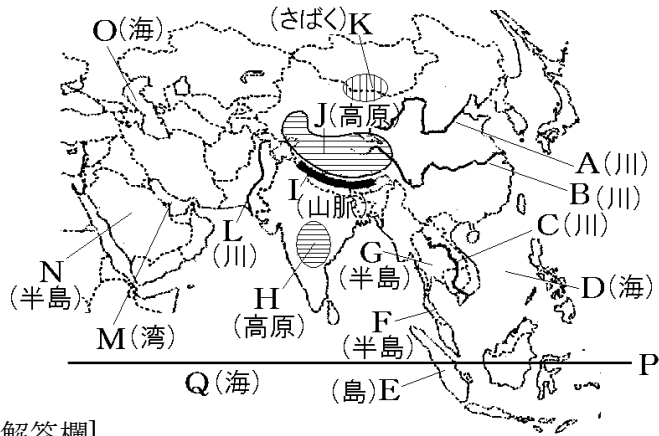 (さばく)K
O(海)
J(高原)
A(川)
B(川)
I
(山脈)
L
(川)
C(川)
G
(半島)
N
(半島)
H
(高原)
D(海)
M(湾)
F
(半島)
P
Q(海)
(島)E
[解答欄]